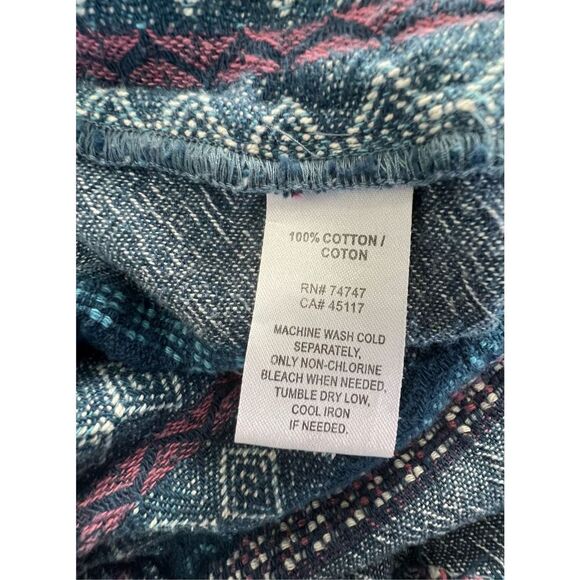 100% COTTON /
COTON
RN# 74747
CA# 45117
MACHINE WASH COLD
SEPARATELY,
ONLY NON-CHLORINE
BLEACH WHEN NEEDED,
TUMBLE DRY LOW,
COOL IRON
IF NEEDED.